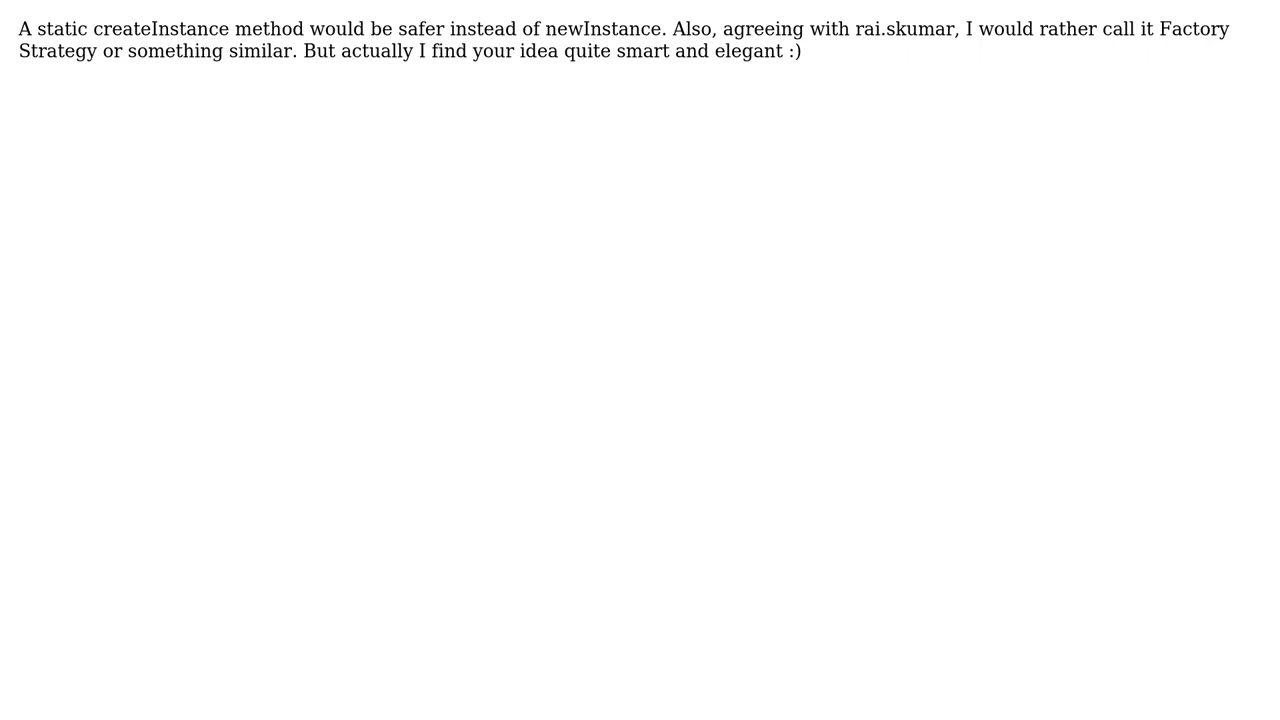 A static createInstance method would be safer instead of newInstance. Also, agreeing with rai.skumar, I would rather call it Factory
Strategy or something similar. But actually I find your idea quite smart and elegant :)